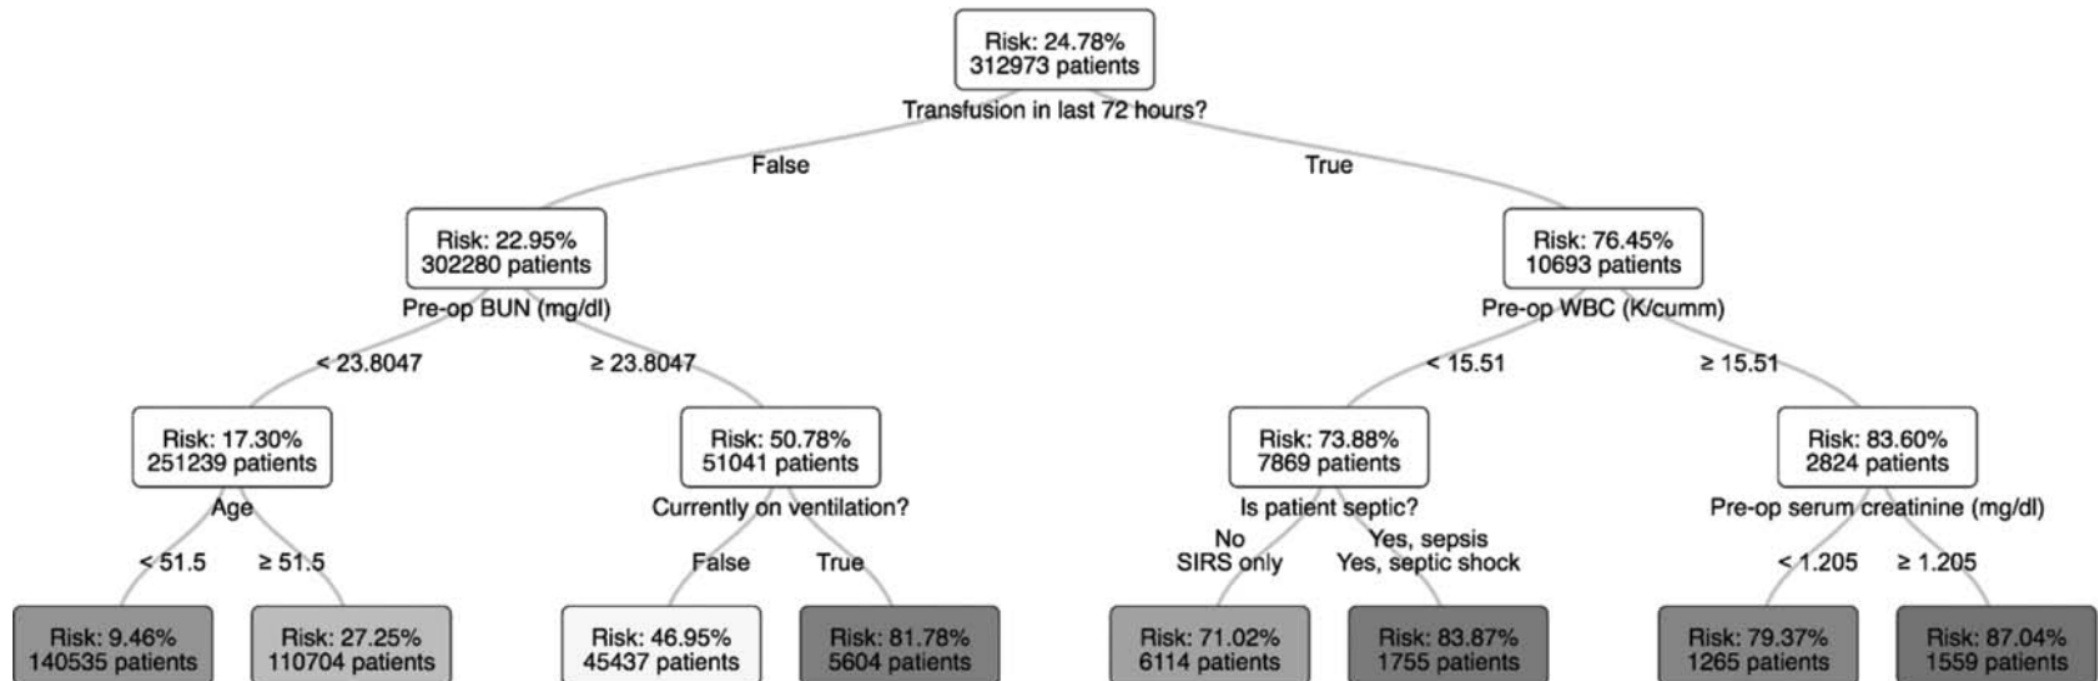 Risk: 24.78%
312973 patients
Transfusion in last 72 hours?
False
True
Risk: 22.95%
302280 patients
Risk: 76.45%
10693 patients
Pre-op BUN (mg/dl)
Pre-op WBC (K/cumm)
< 23.8047
≥ 23.8047
< 15.51
≥ 15.51
Risk: 17.30%
251239 patients
Risk: 50.78%
51041 patients
Risk: 73.88%
7869 patients
Risk: 83.60%
2824 patients
Age
Currently on ventilation?
Is patient septic?
Pre-op serum creatinine (mg/dl)
< 51.5
≥ 51.5
False
True
No
SIRS only
Yes, sepsis
Yes, septic shock
< 1.205
≥ 1.205
Risk: 9.46%
140535 patients
Risk: 27.25%
110704 patients
Risk: 46.95%
45437 patients
Risk: 81.78%
5604 patients
Risk: 71.02%
6114 patients
Risk: 83.87%
1755 patients
Risk: 79.37%
1265 patients
Risk: 87.04%
1559 patients